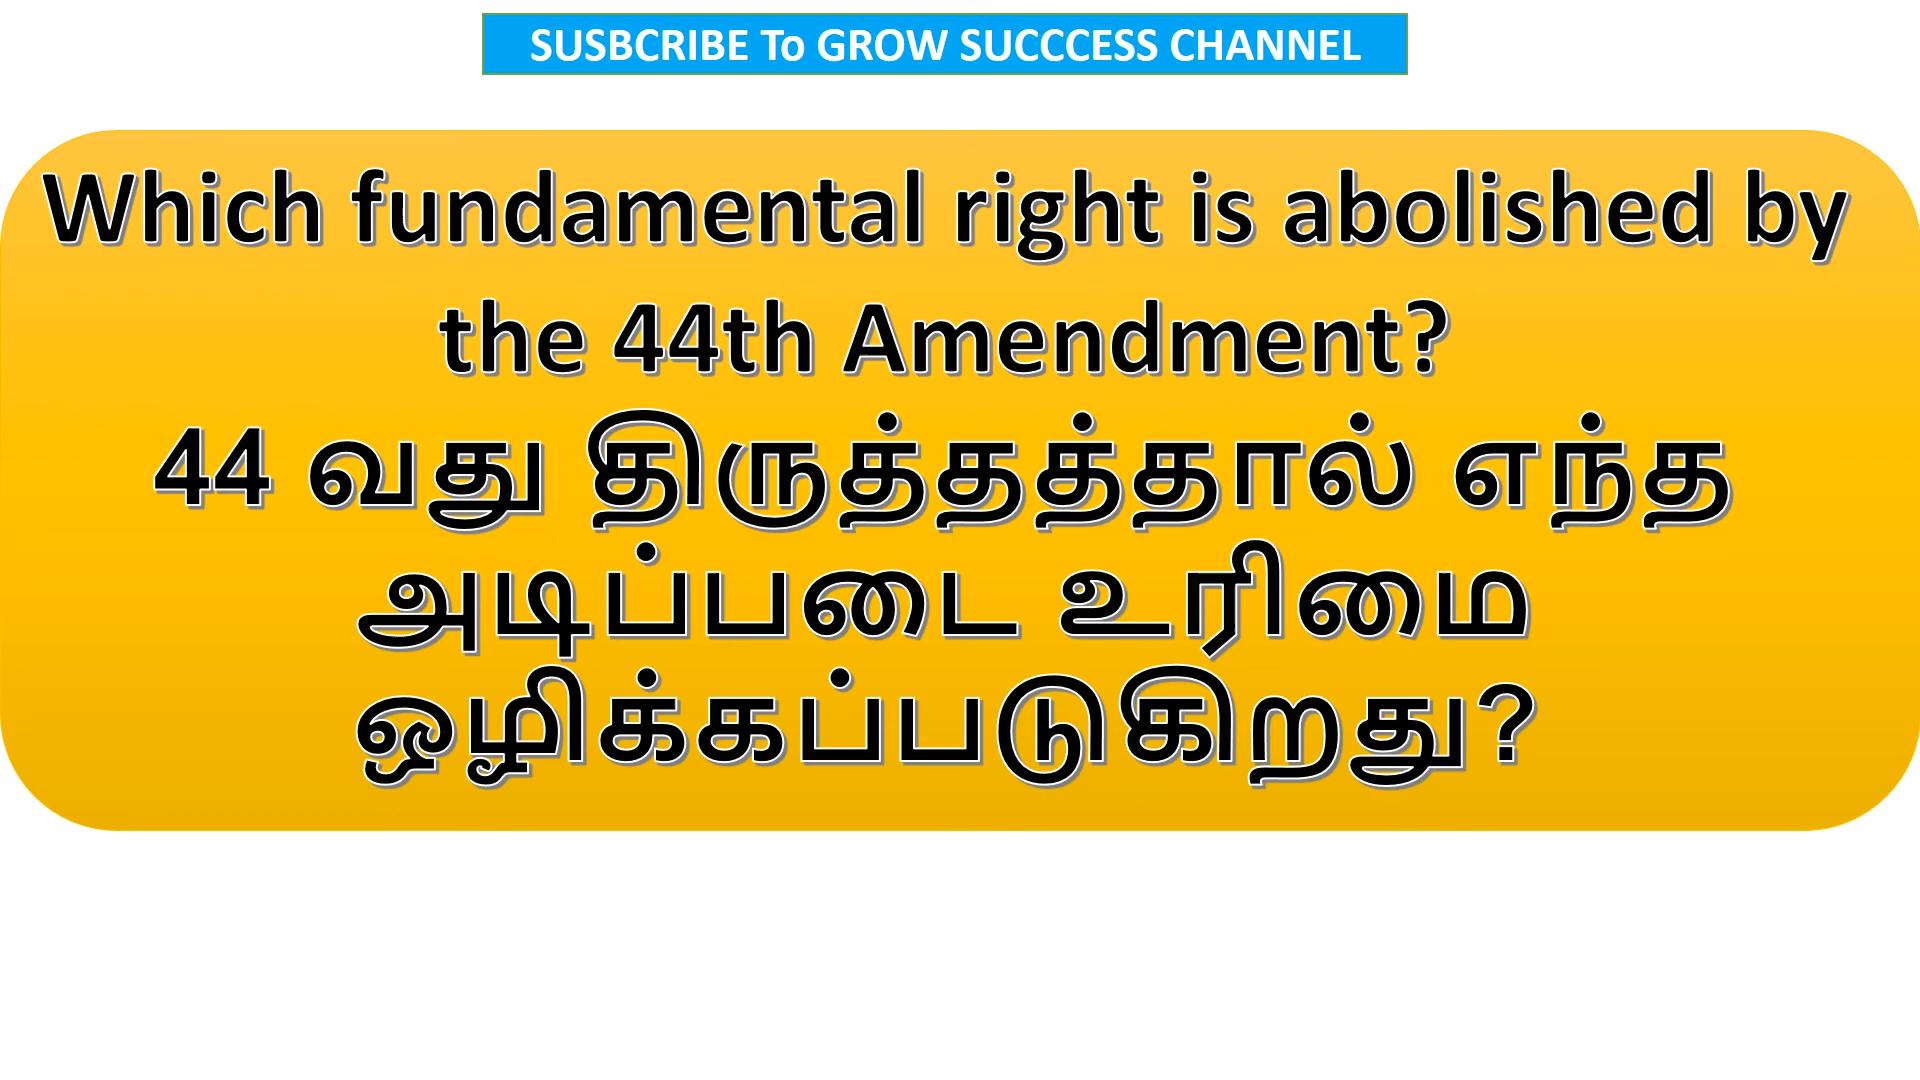 SUSBCRIBE To GROW SUCCCESS CHANNEL
Which fundamental right is abolished by
the 44th Amendment?
44 வது திருத்தத்தால் எந்த
அடிப்படை உரிமை
ஒழிக்கப்படுகிறது?